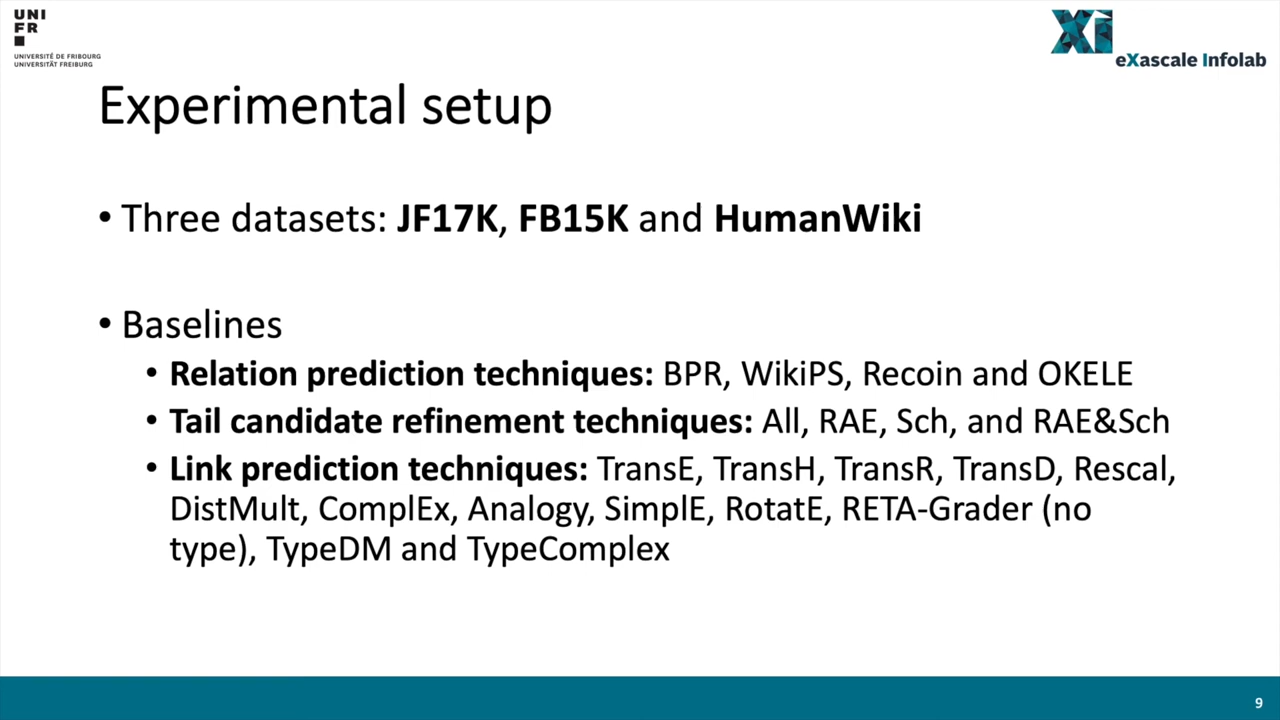 UNI
FR
UNIVERSITÉ DE FRIBOURG
UNIVERSITÄT FREIBURG
Xi
eXascale Infolab
Experimental setup
• Three datasets: JF17K, FB15K and HumanWiki
• Baselines
• Relation prediction techniques: BPR, WikiPS, Recoin and OKELE
• Tail candidate refinement techniques: All, RAE, Sch, and RAE&Sch
• Link prediction techniques: TransE, TransH, TransR, TransD, Rescal,
DistMult, ComplEx, Analogy, SimplE, RotatE, RETA-Grader (no
type), TypeDM and TypeComplex
9